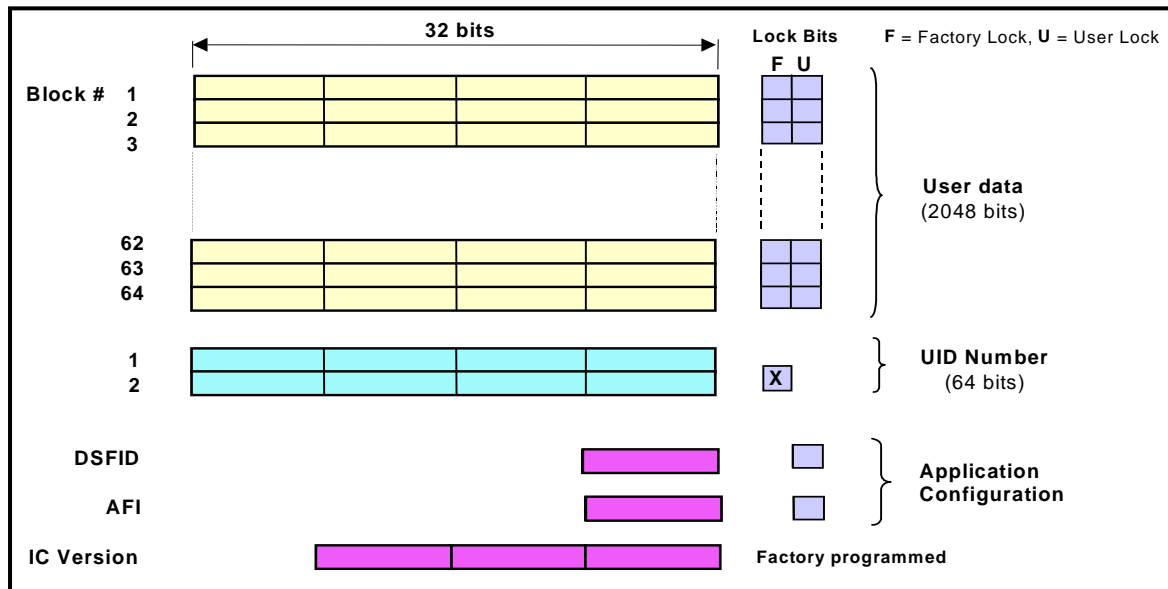 32 bits
Lock Bits
F = Factory Lock, U = User Lock
F U
Block # 1
2
3
User data
(2048 bits)
62
63
64
1
2
X
UID Number
(64 bits)
DSFID
AFI
Application
Configuration
IC Version
Factory programmed